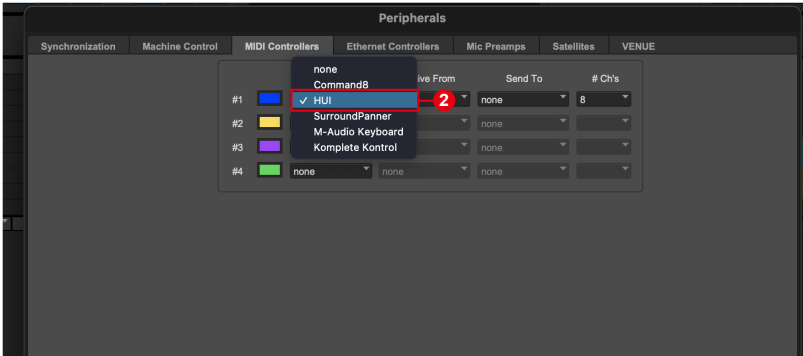 Peripherals
Synchronization Machine Control MIDI Controllers Ethernet Controllers Mic Preamps Satellites VENUE
ive From Send To # Ch's
none
Command8
#1 ✓ HUI 2 none 8
SurroundPanner
#2 none
M-Audio Keyboard
#3 Komplete Kontrol none
#4 none none none